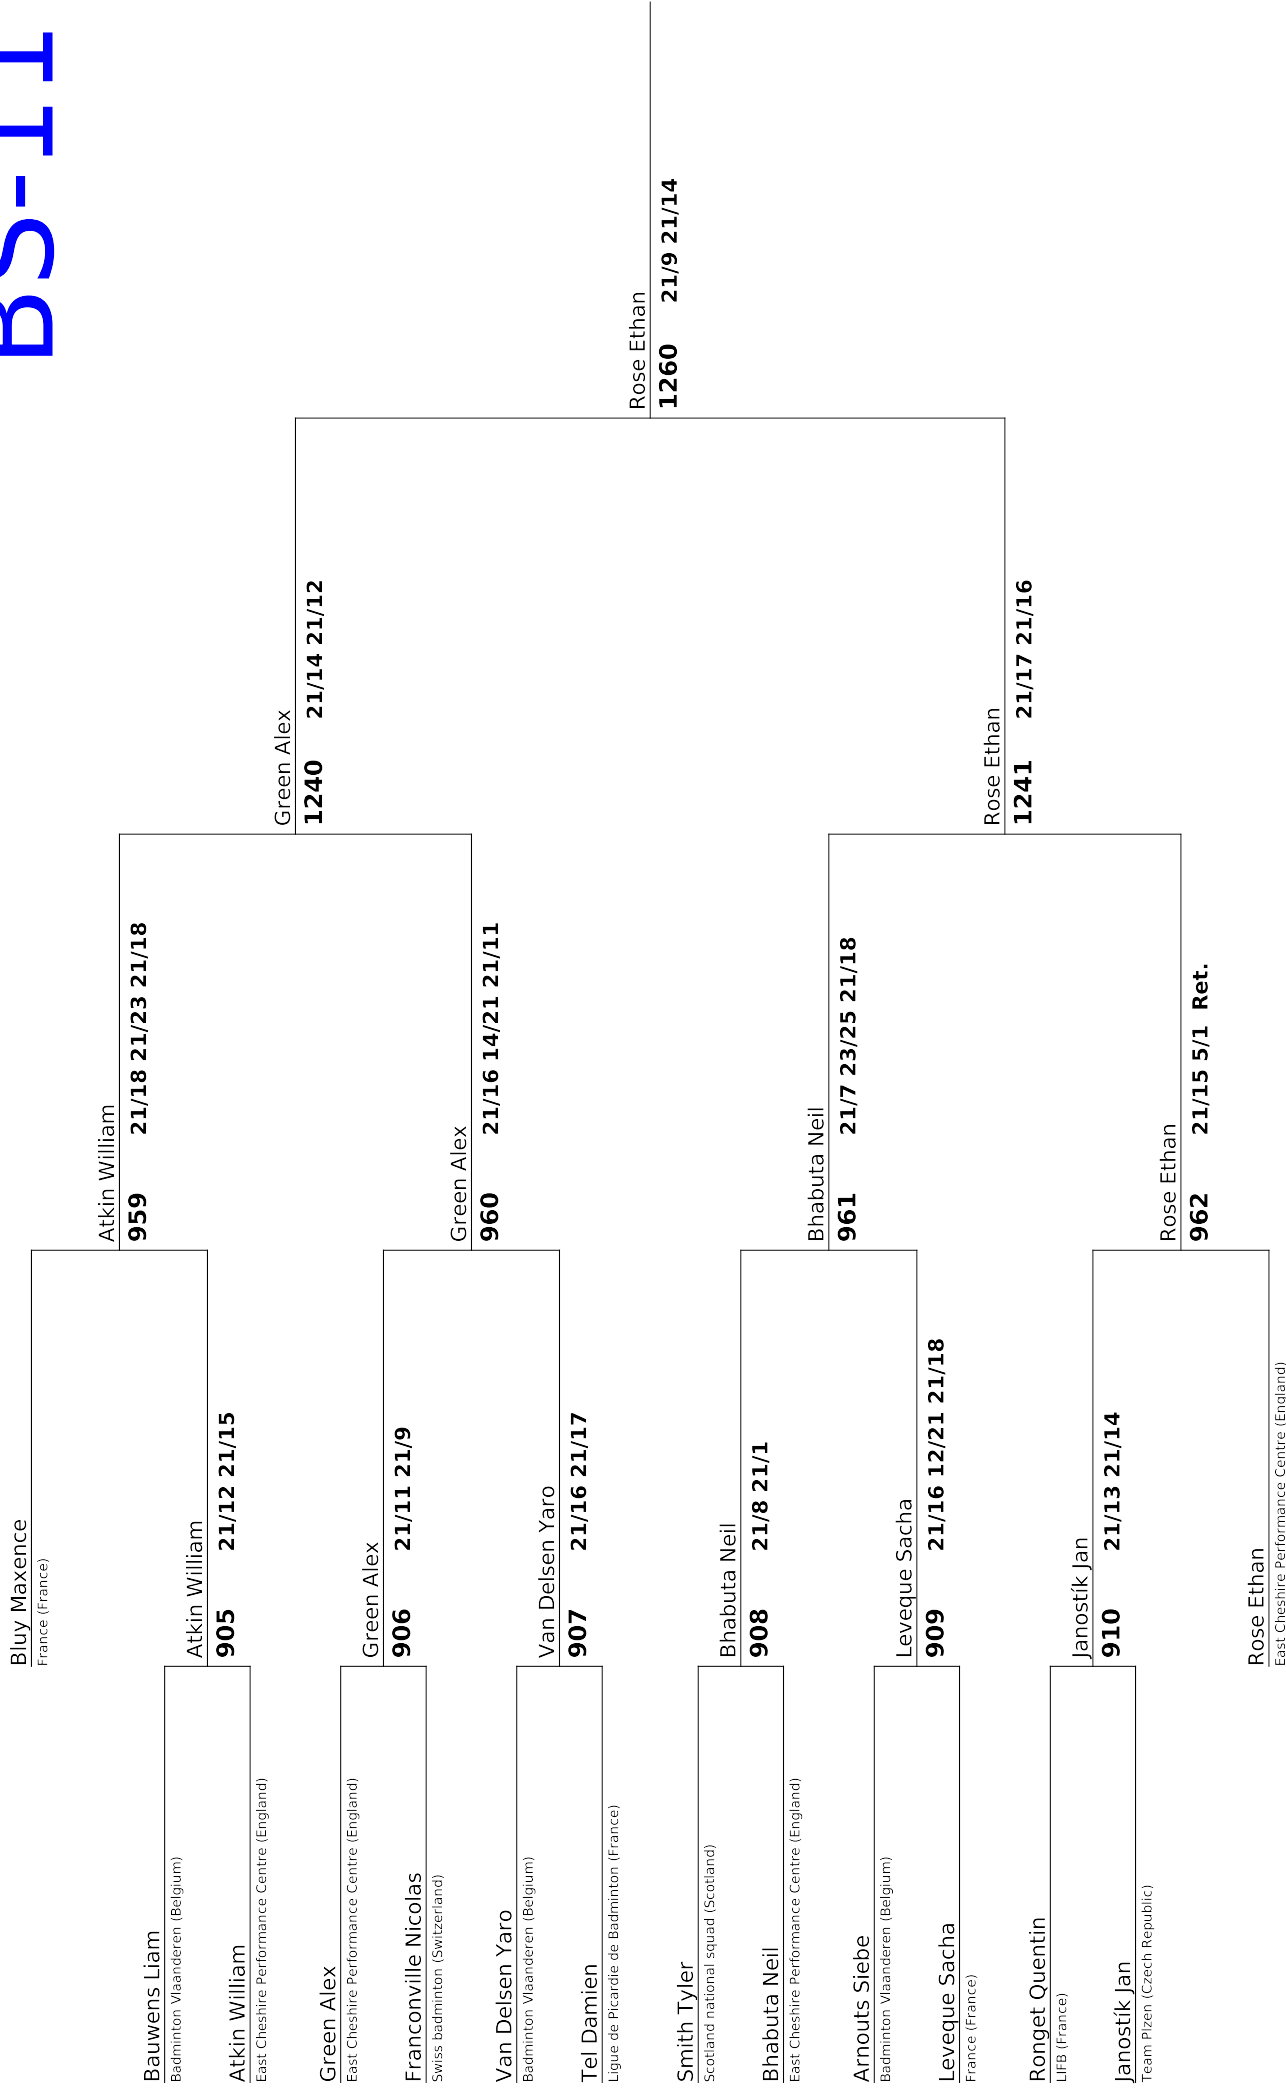 BS-11
Bluy Maxence
France (France)
Bauwens Liam
Badminton Vlaanderen (Belgium)
Atkin William
East Cheshire Performance Centre (England)
Green Alex
East Cheshire Performance Centre (England)
Franconville Nicolas
Swiss badminton (Switzerland)
Van Delsen Yaro
Badminton Vlaanderen (Belgium)
Tel Damien
Ligue de Picardie de Badminton (France)
Smith Tyler
Scotland national squad (Scotland)
Bhabuta Neil
East Cheshire Performance Centre (England)
Arnouts Siebe
Badminton Vlaanderen (Belgium)
Leveque Sacha
France (France)
Ronget Quentin
LIFB (France)
Janostík Jan
Team Plzen (Czech Republic)
Rose Ethan
East Cheshire Performance Centre (England)
Atkin William
905 21/12 21/15
Green Alex
906 21/11 21/9
Van Delsen Yaro
907 21/16 21/17
Bhabuta Neil
908 21/8 21/1
Leveque Sacha
909 21/16 12/21 21/18
Janostík Jan
910 21/13 21/14
Atkin William
959 21/18 21/23 21/18
Green Alex
960 21/16 14/21 21/11
Bhabuta Neil
961 21/7 23/25 21/18
Rose Ethan
962 21/15 5/1 Ret.
Green Alex
1240 21/14 21/12
Rose Ethan
1241 21/17 21/16
Rose Ethan
1260 21/9 21/14